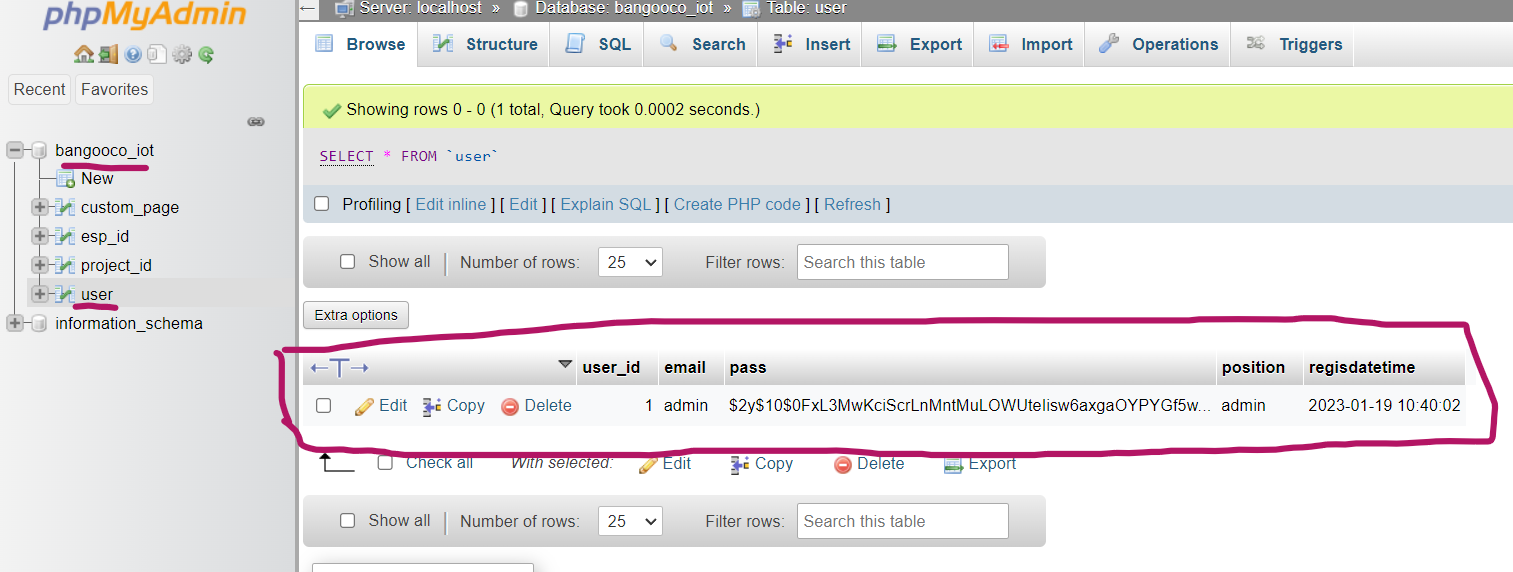 phpMyAdmin
Server: localhost » Database: bangooco_iot » Table: user
Browse Structure SQL Search Insert Export Import Operations Triggers
Recent Favorites
Showing rows 0 - 0 (1 total, Query took 0.0002 seconds.)
bangooco_iot
New
custom_page
esp_id
project_id
user
information_schema
SELECT * FROM `user`
Profiling [ Edit inline ] [ Edit ] [ Explain SQL ] [ Create PHP code ] [ Refresh ]
Show all Number of rows: 25 Filter rows: Search this table
Extra options
user_id email pass position regisdatetime
Edit Copy Delete 1 admin $2y$10$0FxL3MwKciScrLnMntMuLOWUteIisw6axgaOYPYGf5w... admin 2023-01-19 10:40:02
Check all With selected: Edit Copy Delete Export
Show all Number of rows: 25 Filter rows: Search this table